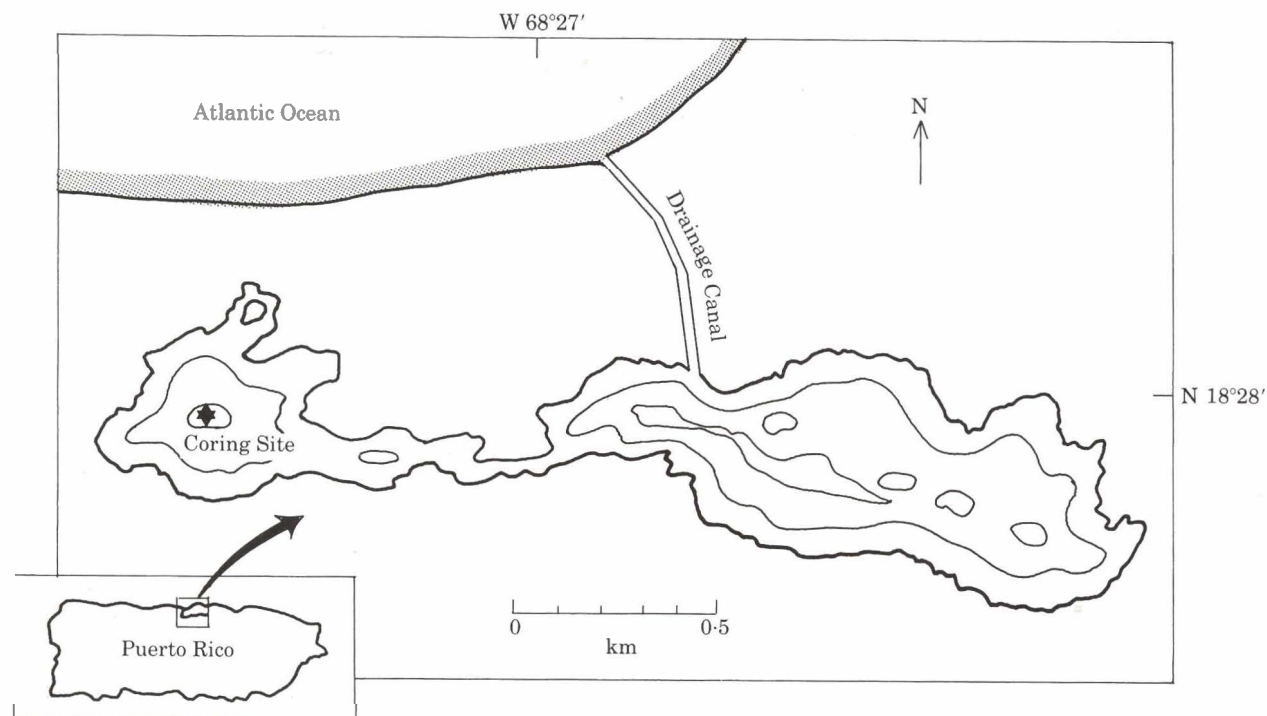 W 68°27′
Atlantic Ocean
N
Drainage Canal
N 18°28′
Coring Site
0
0·5
km
Puerto Rico